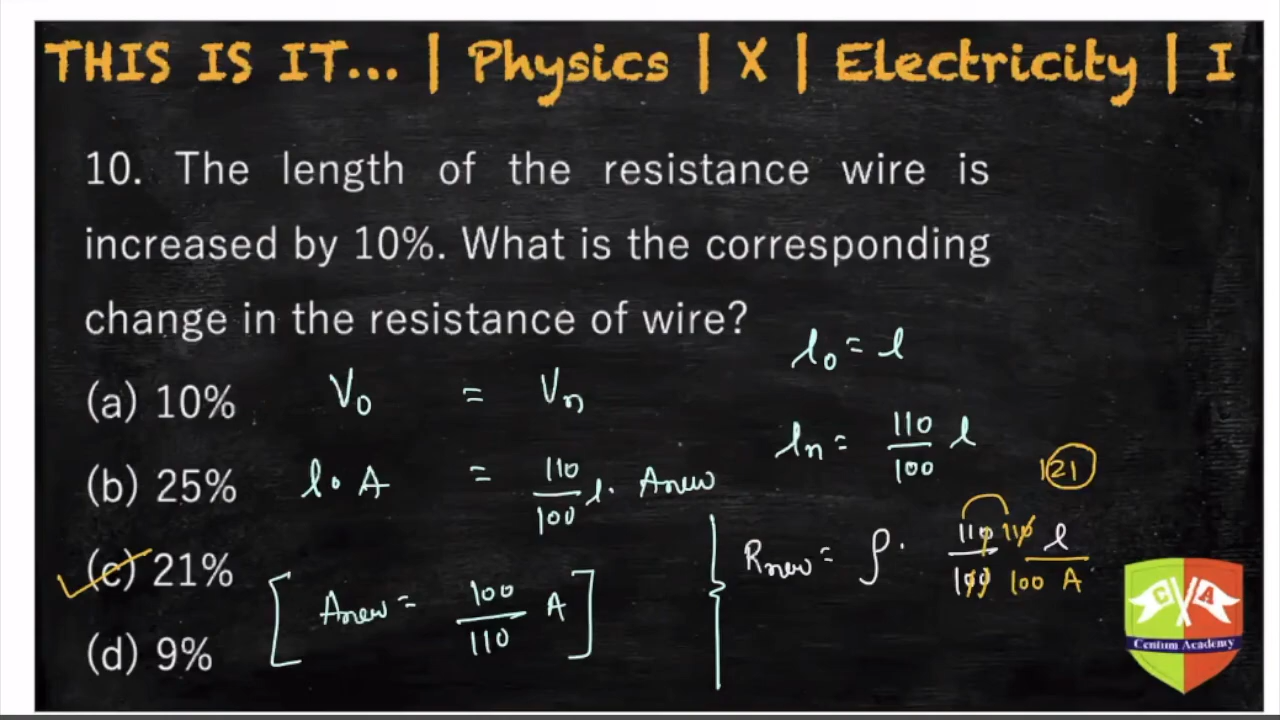 THIS IS IT... | Physics | X | Electricity | I
10. The length of the resistance wire is
increased by 10%. What is the corresponding
change in the resistance of wire?
l₀ = l
(a) 10%
V₀ = Vn
ln = 110/100 l
(b) 25%
l₀ A = 110/100 l. Anew
121
(c) 21%
Rnew = ρ. 110/100 110/100 l/A
[ Anew = 100/110 A ]
(d) 9%
C A
Centum Academy